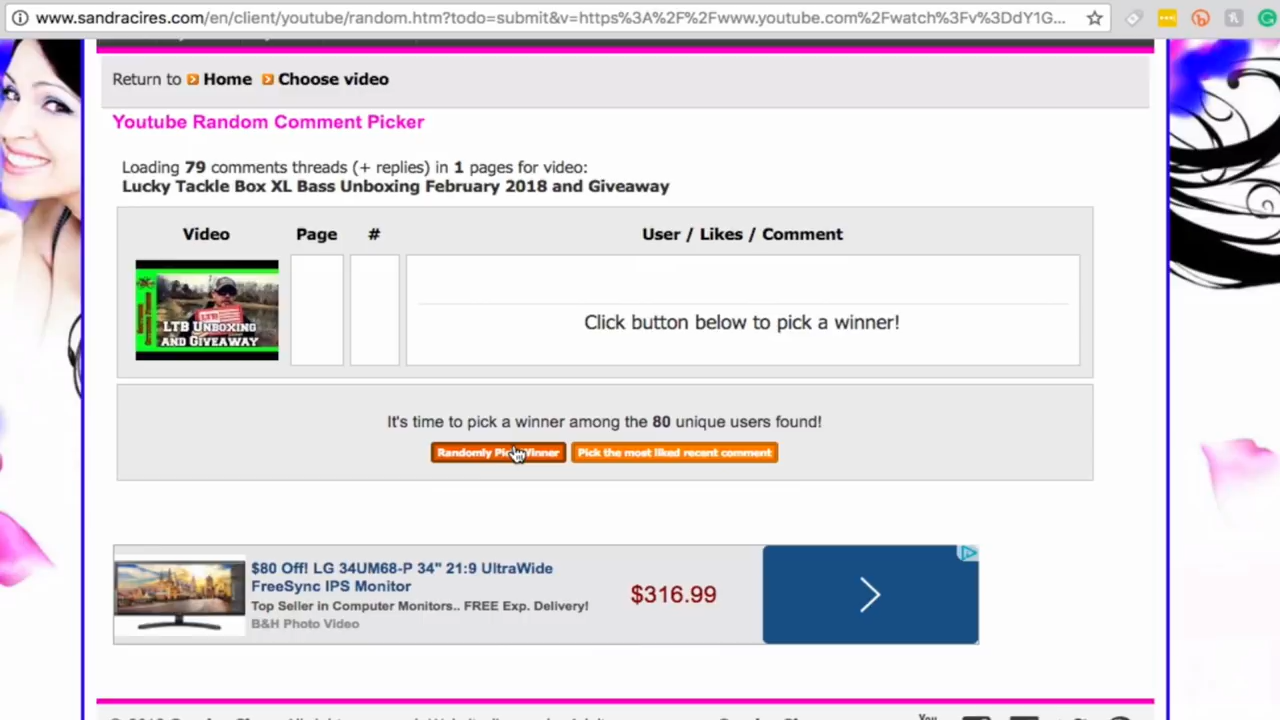 www.sandracires.com/en/client/youtube/random.htm?todo=submit&v=https%3A%2F%2Fwww.youtube.com%2Fwatch%3Fv%3DdY1G...
Return to Home Choose video
Youtube Random Comment Picker
Loading 79 comments threads (+ replies) in 1 pages for video:
Lucky Tackle Box XL Bass Unboxing February 2018 and Giveaway
Video Page # User / Likes / Comment
LTB UNBOXING
AND GIVEAWAY
Click button below to pick a winner!
It's time to pick a winner among the 80 unique users found!
Randomly Pick Winner Pick the most liked recent comment
$80 Off! LG 34UM68-P 34" 21:9 UltraWide
FreeSync IPS Monitor
Top Seller in Computer Monitors.. FREE Exp. Delivery!
B&H Photo Video
$316.99
You